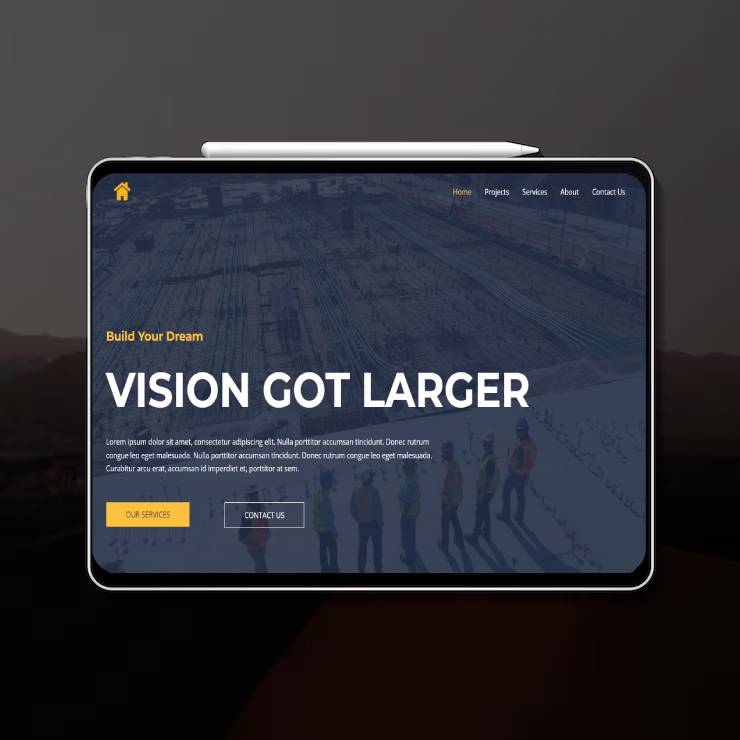 Home Projects Services About Contact Us
Build Your Dream
VISION GOT LARGER
Lorem ipsum dolor sit amet, consectetur adipiscing elit. Nulla porttitor accumsan tincidunt. Donec rutrum
congue leo eget malesuada. Nulla porttitor accumsan tincidunt. Donec rutrum congue leo eget malesuada.
Curabitur arcu erat, accumsan id imperdiet et, porttitor at sem.
OUR SERVICES CONTACT US